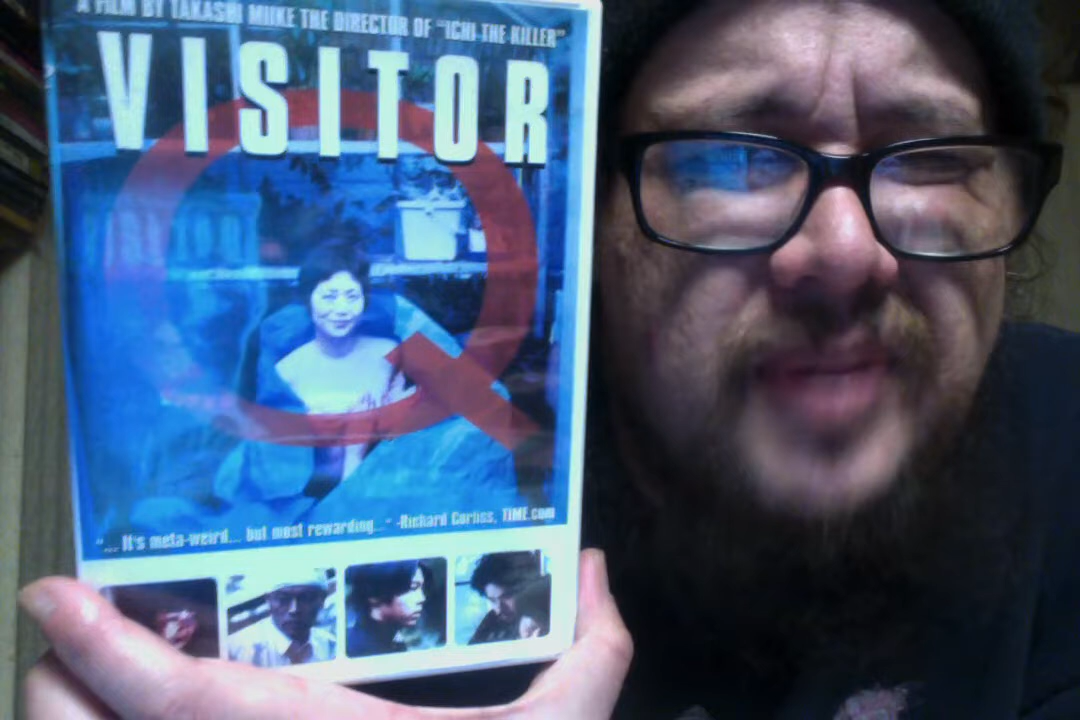 A FILM BY TAKASHI MIIKE THE DIRECTOR OF "ICHI THE KILLER"
VISITOR
Q
"... It's meta-weird... but most rewarding..." -Richard Corliss, TIME.com